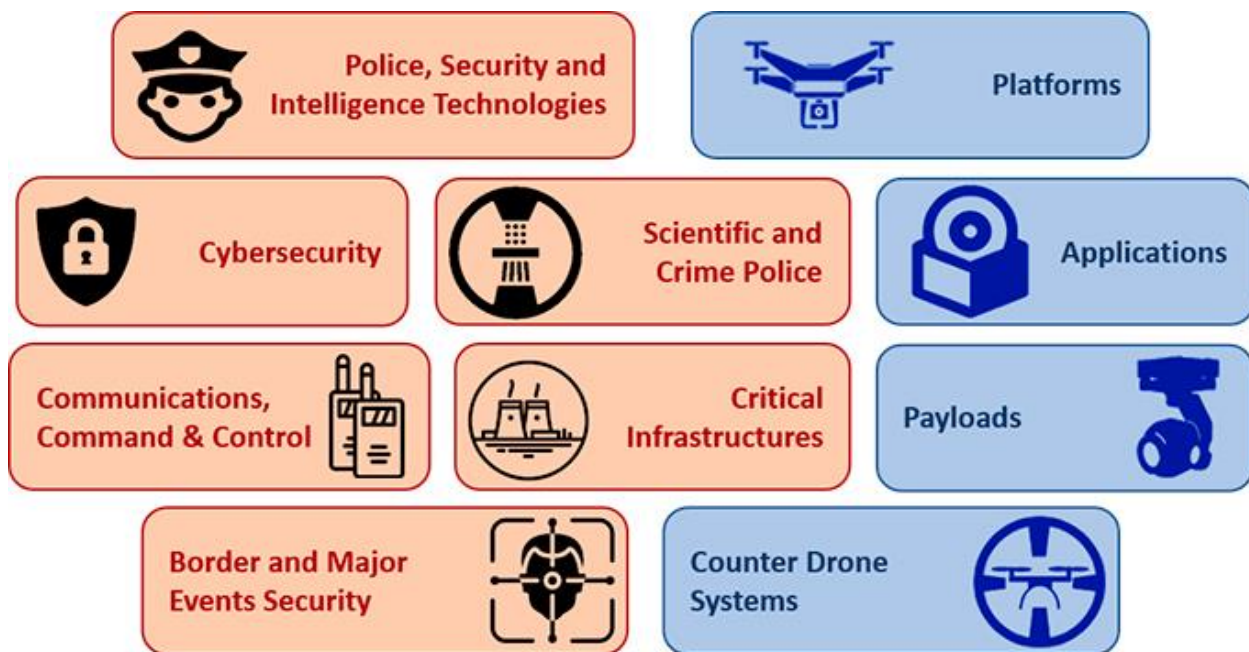 Police, Security and
Intelligence Technologies
Platforms
Cybersecurity
Scientific and
Crime Police
Applications
Communications,
Command & Control
Critical
Infrastructures
Payloads
Border and Major
Events Security
Counter Drone
Systems